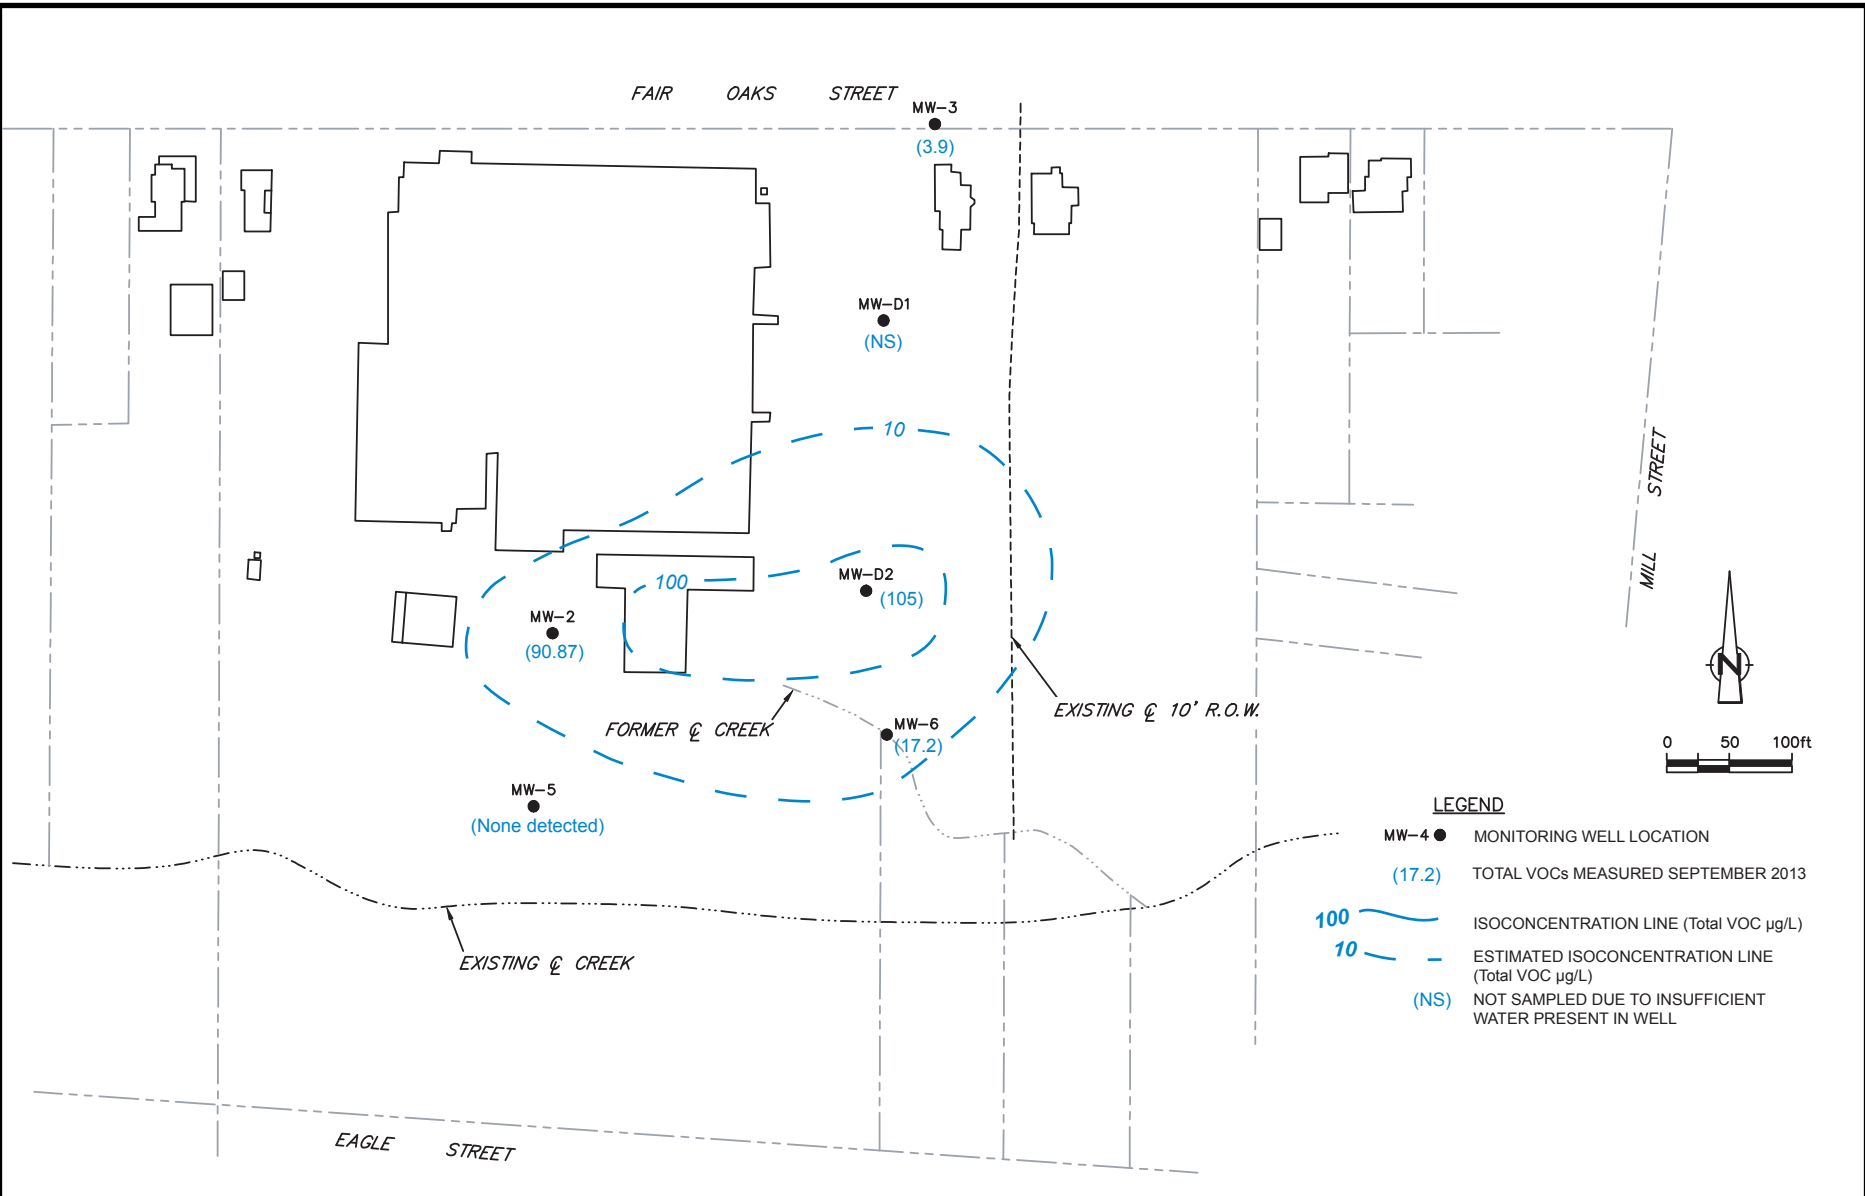 FAIR OAKS STREET
MW-3
(3.9)
MW-D1
(NS)
10
STREET
MILL
100
MW-D2
(105)
MW-2
(90.87)
N
EXISTING ℄ 10' R.O.W.
FORMER ℄ CREEK
MW-6
(17.2)
0 50 100ft
MW-5
(None detected)
LEGEND
MW-4 MONITORING WELL LOCATION
(17.2) TOTAL VOCs MEASURED SEPTEMBER 2013
100 ISOCONCENTRATION LINE (Total VOC µg/L)
10 ESTIMATED ISOCONCENTRATION LINE
(Total VOC µg/L)
(NS) NOT SAMPLED DUE TO INSUFFICIENT
WATER PRESENT IN WELL
EXISTING ℄ CREEK
EAGLE STREET